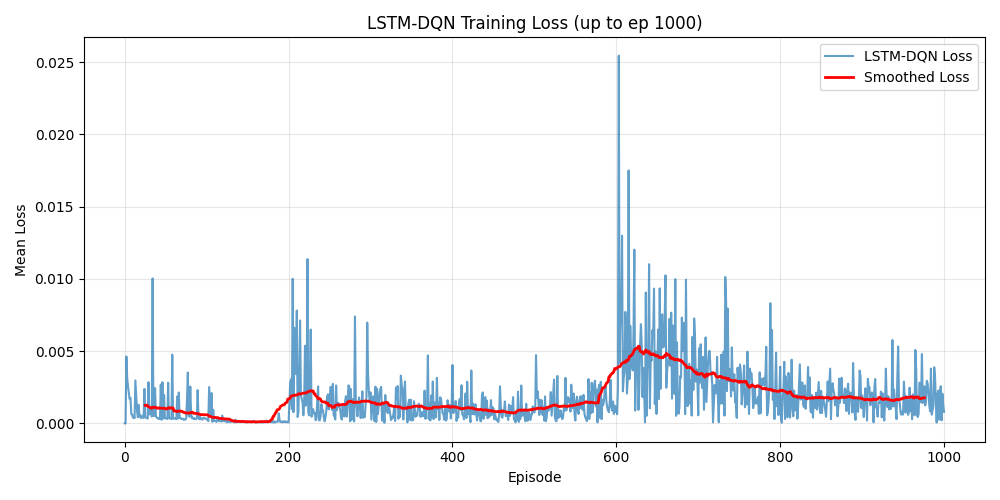 LSTM-DQN Training Loss (up to ep 1000)
LSTM-DQN Loss
Smoothed Loss
Mean Loss
0.025
0.020
0.015
0.010
0.005
0.000
0 200 400 600 800 1000
Episode